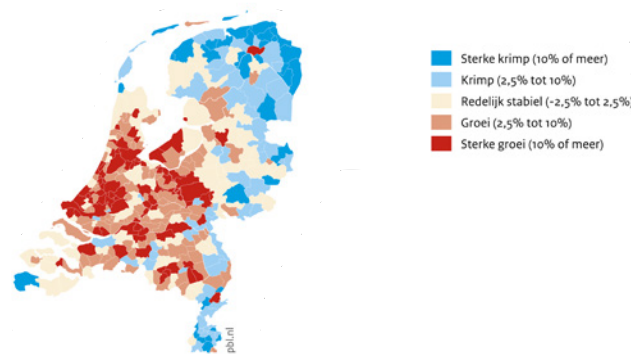 Sterke krimp (10% of meer)
Krimp (2,5% tot 10%)
Redelijk stabiel (-2,5% tot 2,5%)
Groei (2,5% tot 10%)
Sterke groei (10% of meer)
pbl.nl